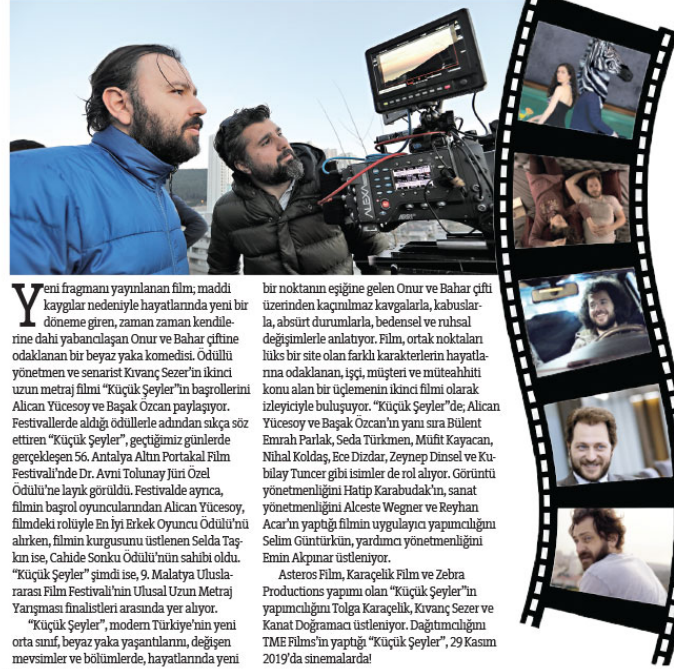 ALEXA
Yeni fragmanı yayınlanan film; maddi
kaygılar nedeniyle hayatlarında yeni bir
döneme giren, zaman zaman kendile-
rine dahi yabancılaşan Onur ve Bahar çiftine
odaklanan bir beyaz yaka komedisi. Ödüllü
yönetmen ve senarist Kıvanç Sezer’in ikinci
uzun metraj filmi “Küçük Şeyler”in başrollerini
Alican Yücesoy ve Başak Özcan paylaşıyor.
Festivallerde aldığı ödüllerle adından sıkça söz
ettiren “Küçük Şeyler”, geçtiğimiz günlerde
gerçekleşen 56. Antalya Altın Portakal Film
Festivali’nde Dr. Avni Tolunay Jüri Özel
Ödülü’ne layık görüldü. Festivalde ayrıca,
filmin başrol oyuncularından Alican Yücesoy,
filmdeki rolüyle En İyi Erkek Oyuncu Ödülü’nü
alırken, filmin kurgusunu üstlenen Selda Taş-
kın ise, Cahide Sonku Ödülü’nün sahibi oldu.
“Küçük Şeyler” şimdi ise, 9. Malatya Ulusla-
rarası Film Festivali’nin Ulusal Uzun Metraj
Yarışması finalistleri arasında yer alıyor.
“Küçük Şeyler”, modern Türkiye’nin yeni
orta sınıf, beyaz yaka yaşantılarını, değişen
mevsimler ve bölümlerde, hayatlarında yeni
bir noktanın eşiğine gelen Onur ve Bahar çifti
üzerinden kaçınılmaz kavgalarla, kabuslar-
la, absürt durumlarla, bedensel ve ruhsal
değişimlerle anlatıyor. Film, ortak noktaları
lüks bir site olan farklı karakterlerin hayatla-
rına odaklanan, işçi, müşteri ve müteahhiti
konu alan bir üçlemenin ikinci filmi olarak
izleyiciyle buluşuyor. “Küçük Şeyler”de; Alican
Yücesoy ve Başak Özcan’ın yanı sıra Bülent
Emrah Parlak, Seda Türkmen, Müfit Kayacan,
Nihal Koldaş, Ece Dizdar, Zeynep Dinsel ve Ku-
bilay Tuncer gibi isimler de rol alıyor. Görüntü
yönetmenliğini Hatip Karabudak’ın, sanat
yönetmenliğini Alceste Wegner ve Reyhan
Acar’ın yaptığı filmin uygulayıcı yapımcılığını
Selim Güntürkün, yardımcı yönetmenliğini
Emin Akpınar üstleniyor.
Asteros Film, Karaçelik Film ve Zebra
Productions yapımı olan “Küçük Şeyler”in
yapımcılığını Tolga Karaçelik, Kıvanç Sezer ve
Kanat Doğramacı üstleniyor. Dağıtımcılığını
TME Films’in yaptığı “Küçük Şeyler”, 29 Kasım
2019’da sinemalarda!